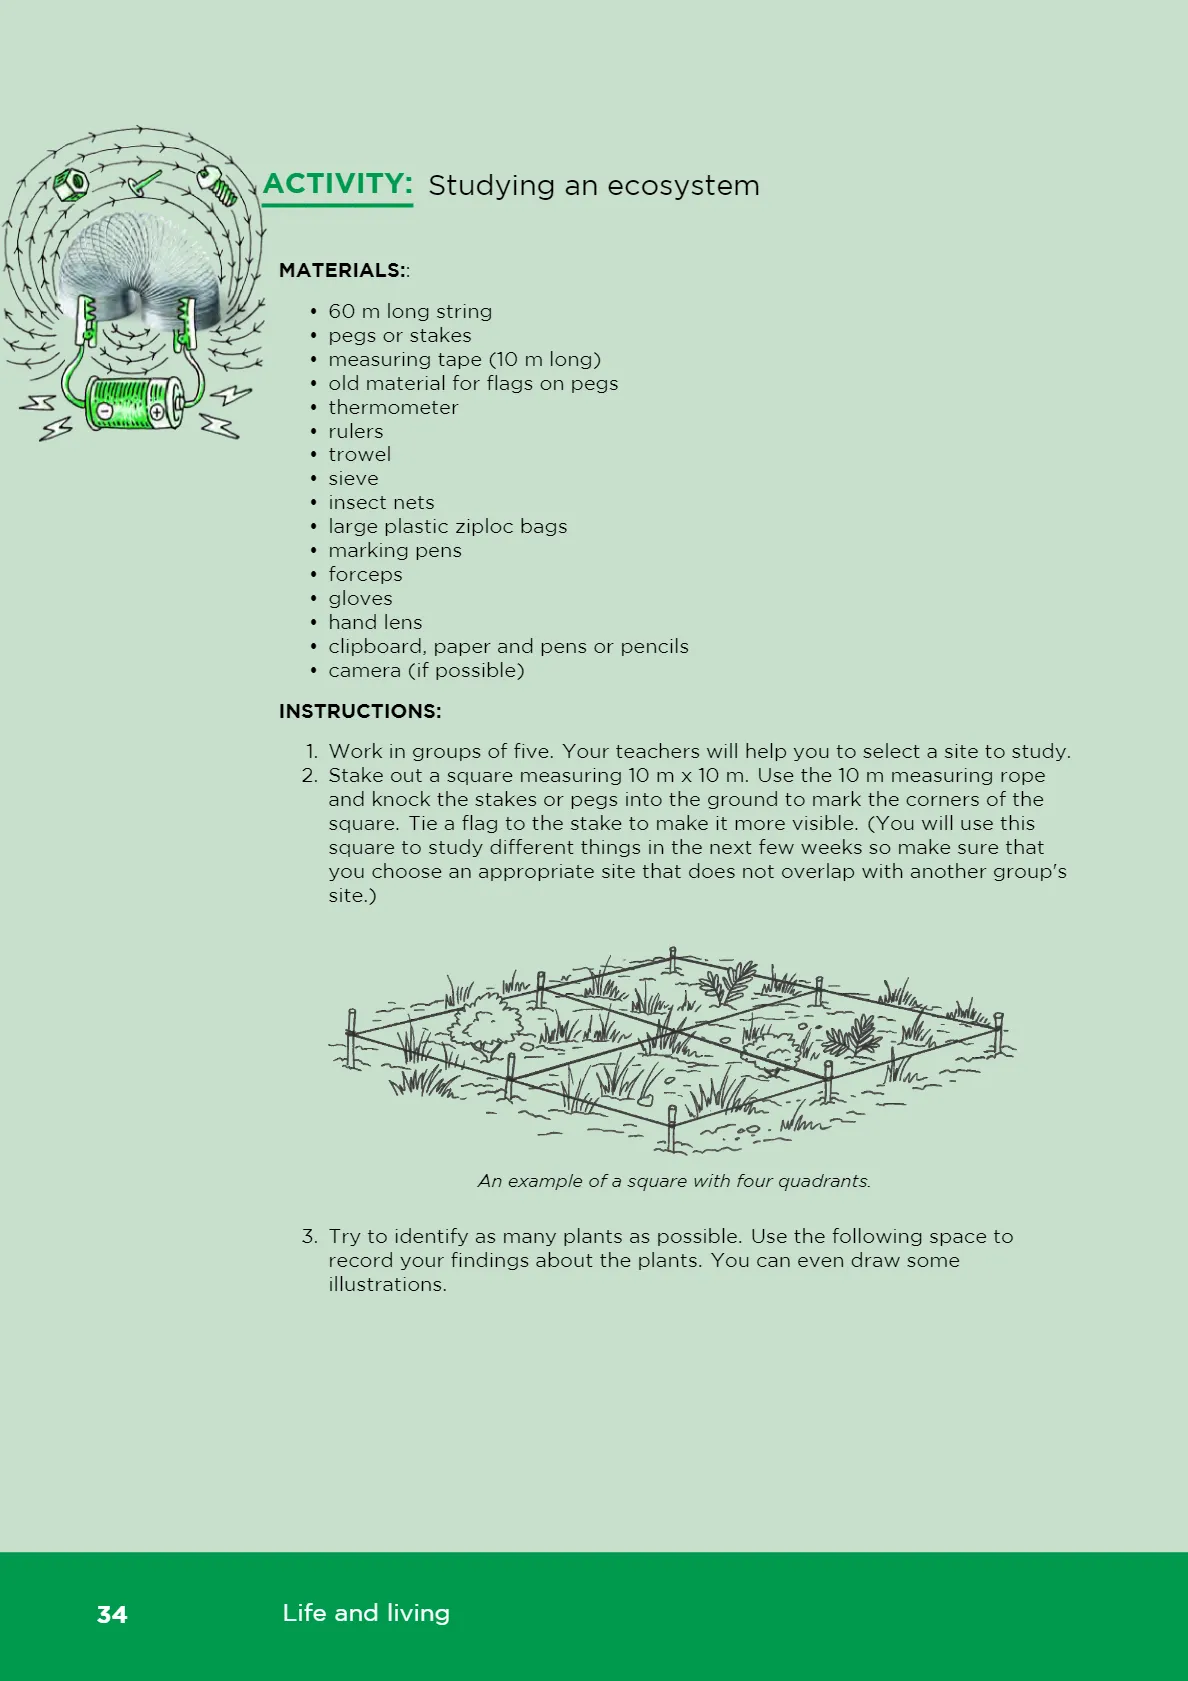 ACTIVITY: Studying an ecosystem
MATERIALS::
• 60 m long string
• pegs or stakes
• measuring tape (10 m long)
• old material for flags on pegs
• thermometer
• rulers
• trowel
• sieve
• insect nets
• large plastic ziploc bags
• marking pens
• forceps
• gloves
• hand lens
• clipboard, paper and pens or pencils
• camera (if possible)
INSTRUCTIONS:
1. Work in groups of five. Your teachers will help you to select a site to study.
2. Stake out a square measuring 10 m x 10 m. Use the 10 m measuring rope
and knock the stakes or pegs into the ground to mark the corners of the
square. Tie a flag to the stake to make it more visible. (You will use this
square to study different things in the next few weeks so make sure that
you choose an appropriate site that does not overlap with another group's
site.)
An example of a square with four quadrants.
3. Try to identify as many plants as possible. Use the following space to
record your findings about the plants. You can even draw some
illustrations.
34 Life and living